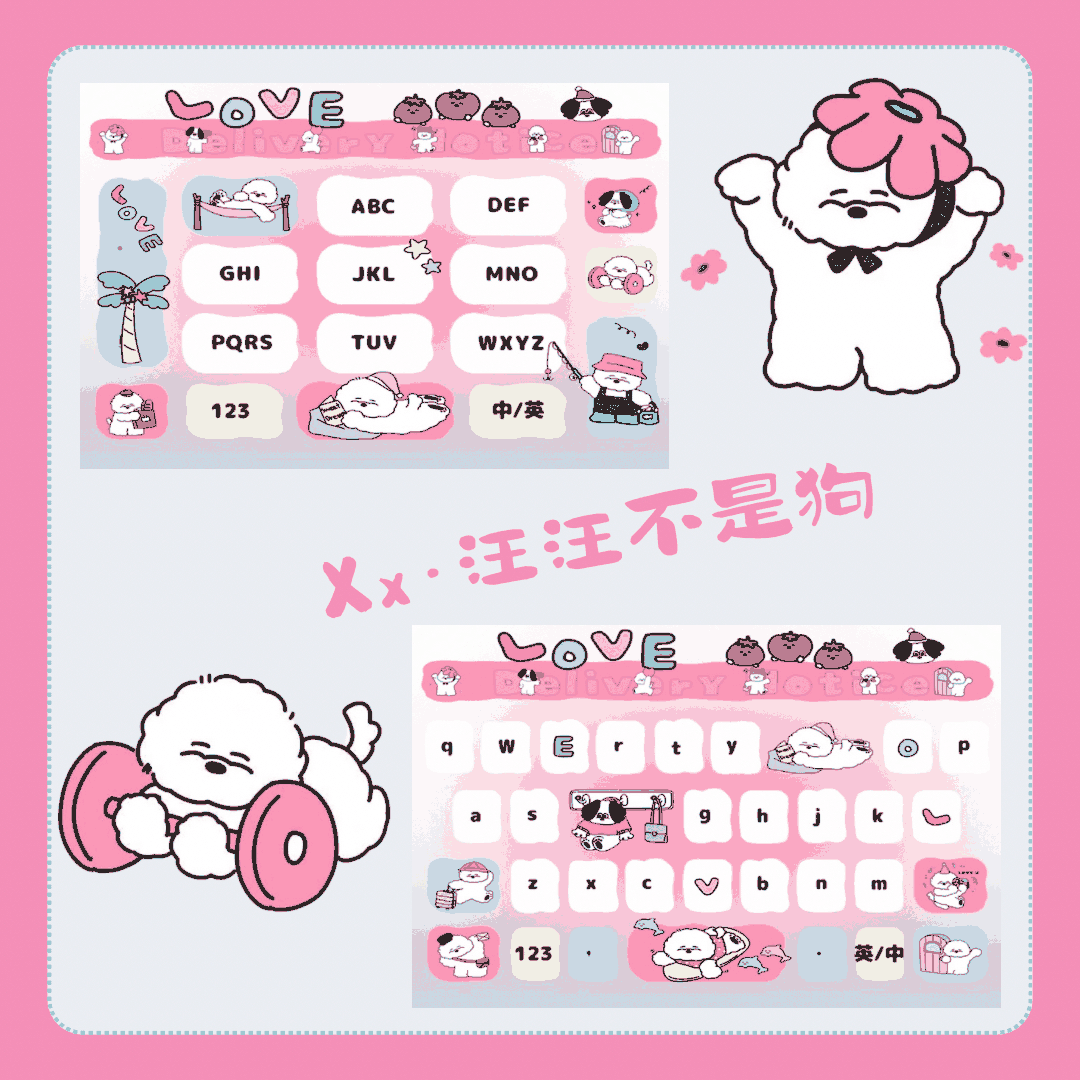 LOVE
Delivery Notice
LOVE
ABC DEF
GHI JKL MNO
PQRS TUV WXYZ
123 中/英
Xx·汪汪不是狗
LOVE
Delivery Notice
q w E r t y o p
a s g h j k L
z x c V b n m
123 , . 英/中